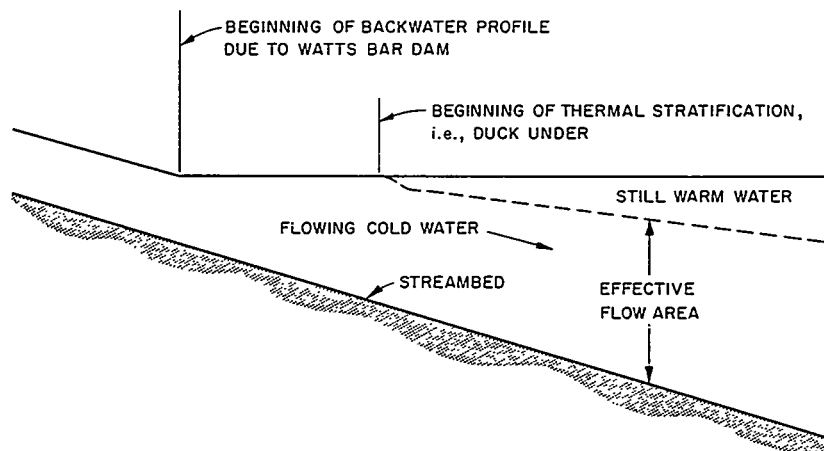 BEGINNING OF BACKWATER PROFILE
DUE TO WATTS BAR DAM
BEGINNING OF THERMAL STRATIFICATION,
i.e., DUCK UNDER
STILL WARM WATER
FLOWING COLD WATER
STREAMBED
EFFECTIVE
FLOW AREA